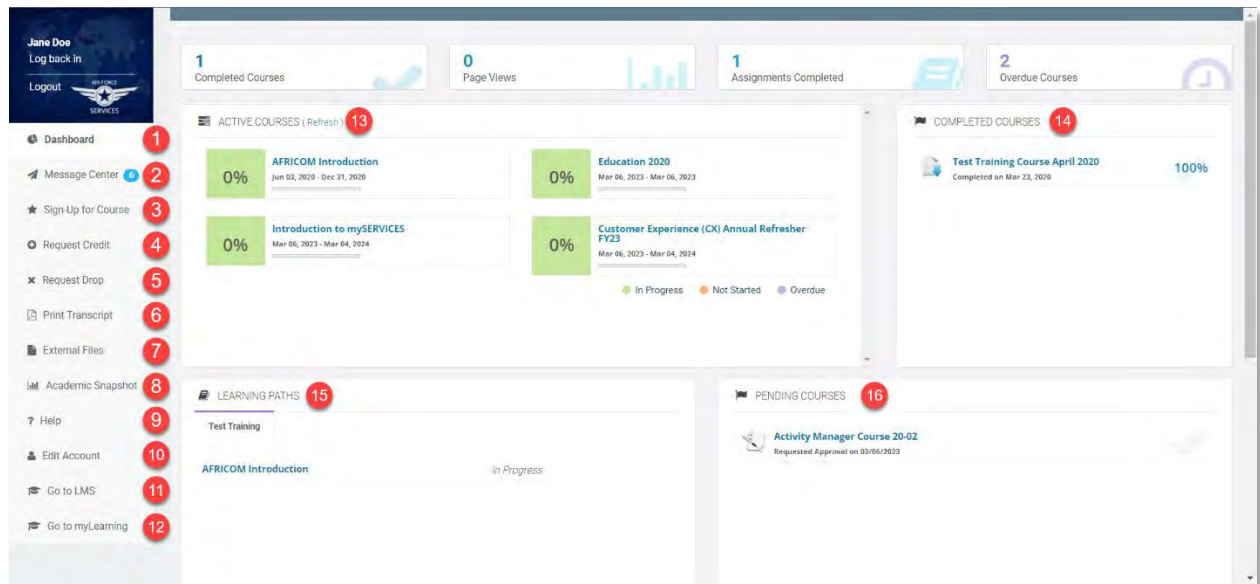 Jane Doe
Log back in
Logout
AIR FORCE
SERVICES
Dashboard 1
Message Center 6 2
Sign-Up for Course 3
Request Credit 4
Request Drop 5
Print Transcript 6
External Files 7
Academic Snapshot 8
? Help 9
Edit Account 10
Go to LMS 11
Go to myLearning 12
1
Completed Courses
0
Page Views
1
Assignments Completed
2
Overdue Courses
ACTIVE COURSES ( Refresh ) 13
0%
AFRICOM Introduction
Jun 03, 2020 - Dec 31, 2020
0%
Education 2020
Mar 06, 2023 - Mar 06, 2023
0%
Introduction to mySERVICES
Mar 06, 2023 - Mar 04, 2024
0%
Customer Experience (CX) Annual Refresher
FY23
Mar 06, 2023 - Mar 04, 2024
In Progress Not Started Overdue
COMPLETED COURSES 14
Test Training Course April 2020
Completed on Mar 23, 2020
100%
LEARNING PATHS 15
Test Training
AFRICOM Introduction In Progress
PENDING COURSES 16
Activity Manager Course 20-02
Requested Approval on 03/06/2023